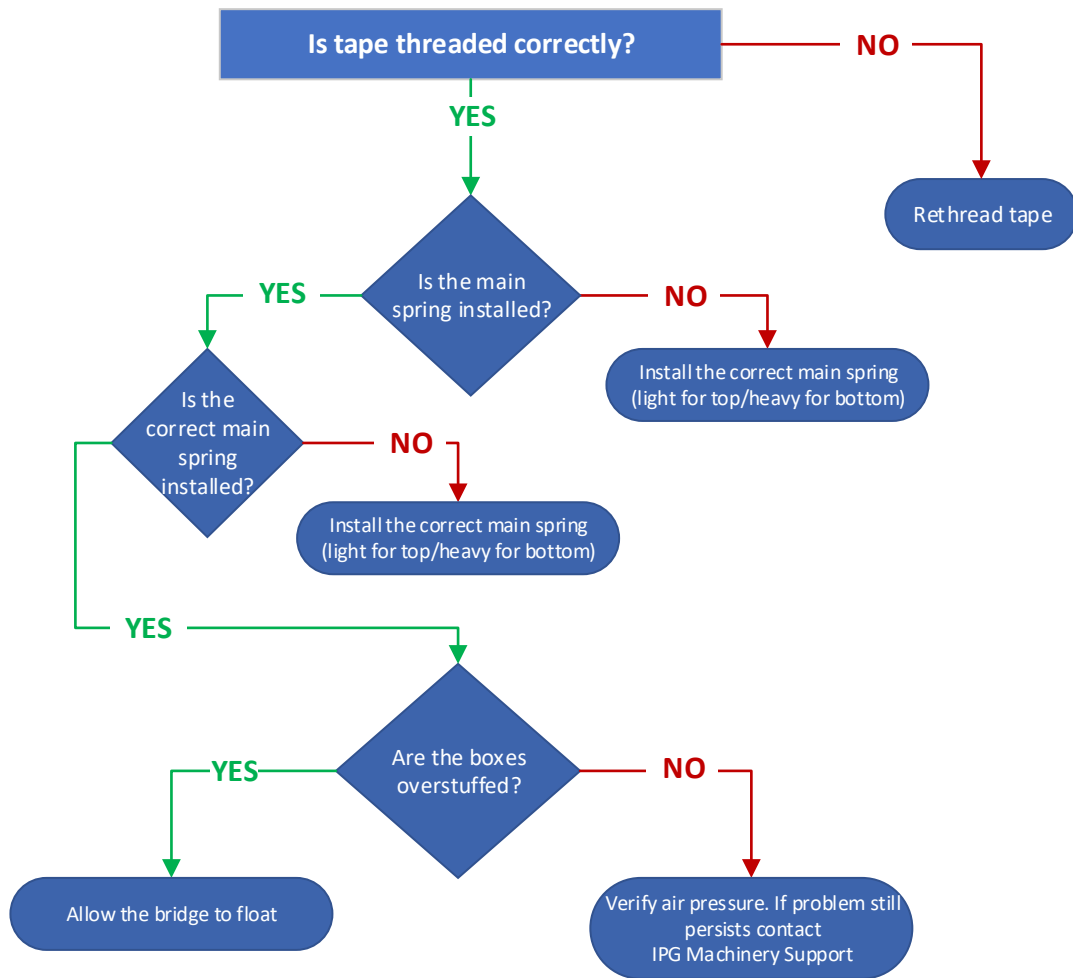 Is tape threaded correctly?
NO
YES
Rethread tape
Is the main
spring installed?
YES
NO
Install the correct main spring
(light for top/heavy for bottom)
Is the
correct main
spring
installed?
NO
Install the correct main spring
(light for top/heavy for bottom)
YES
Are the boxes
overstuffed?
YES
NO
Allow the bridge to float
Verify air pressure. If problem still
persists contact
IPG Machinery Support